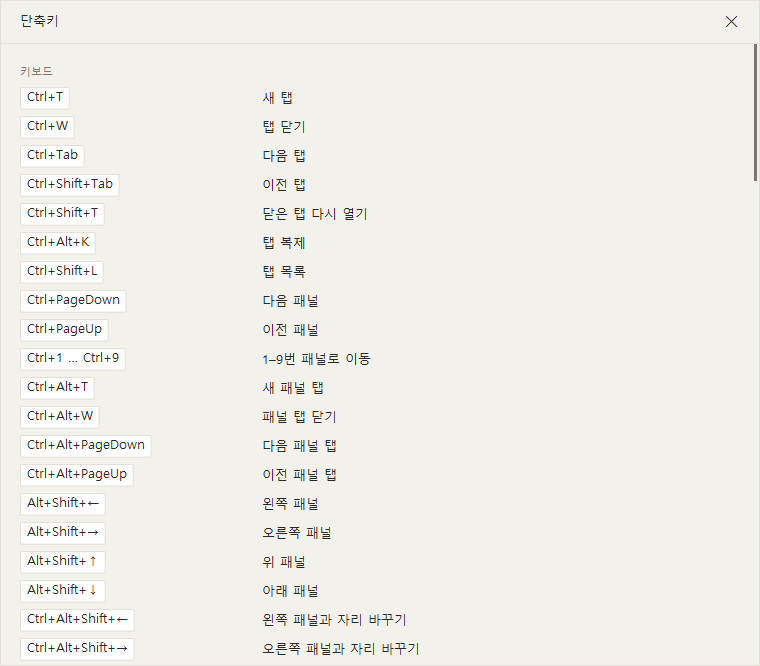 단축키
키보드
Ctrl+T 새 탭
Ctrl+W 탭 닫기
Ctrl+Tab 다음 탭
Ctrl+Shift+Tab 이전 탭
Ctrl+Shift+T 닫은 탭 다시 열기
Ctrl+Alt+K 탭 복제
Ctrl+Shift+L 탭 목록
Ctrl+PageDown 다음 패널
Ctrl+PageUp 이전 패널
Ctrl+1 … Ctrl+9 1–9번 패널로 이동
Ctrl+Alt+T 새 패널 탭
Ctrl+Alt+W 패널 탭 닫기
Ctrl+Alt+PageDown 다음 패널 탭
Ctrl+Alt+PageUp 이전 패널 탭
Alt+Shift+← 왼쪽 패널
Alt+Shift+→ 오른쪽 패널
Alt+Shift+↑ 위 패널
Alt+Shift+↓ 아래 패널
Ctrl+Alt+Shift+← 왼쪽 패널과 자리 바꾸기
Ctrl+Alt+Shift+→ 오른쪽 패널과 자리 바꾸기